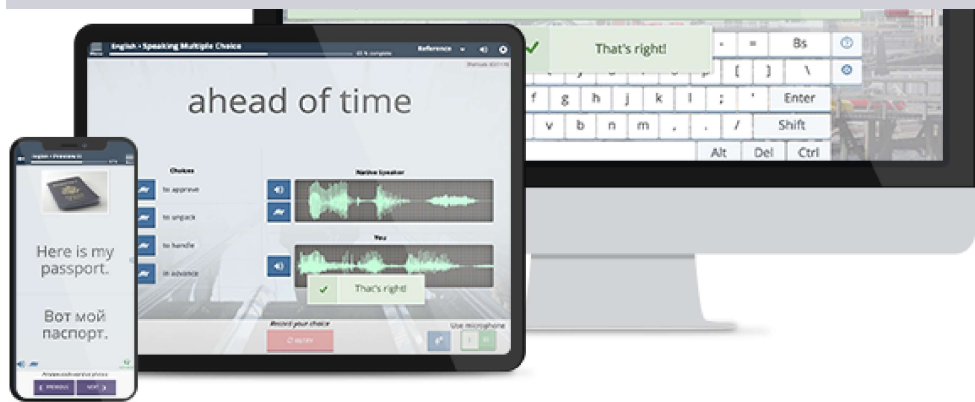 English • Speaking Multiple Choice
Reference
ahead of time
Choices
to approve
to unpack
to handle
in advance
Native Speaker
You
That's right!
Record your choice
Use microphone
Here is my
passport.
Вот мой
паспорт.
PREVIOUS
NEXT
That's right!
- = Bs
[ ] \
f g h j k l ; ' Enter
v b n m , . / Shift
Alt Del Ctrl